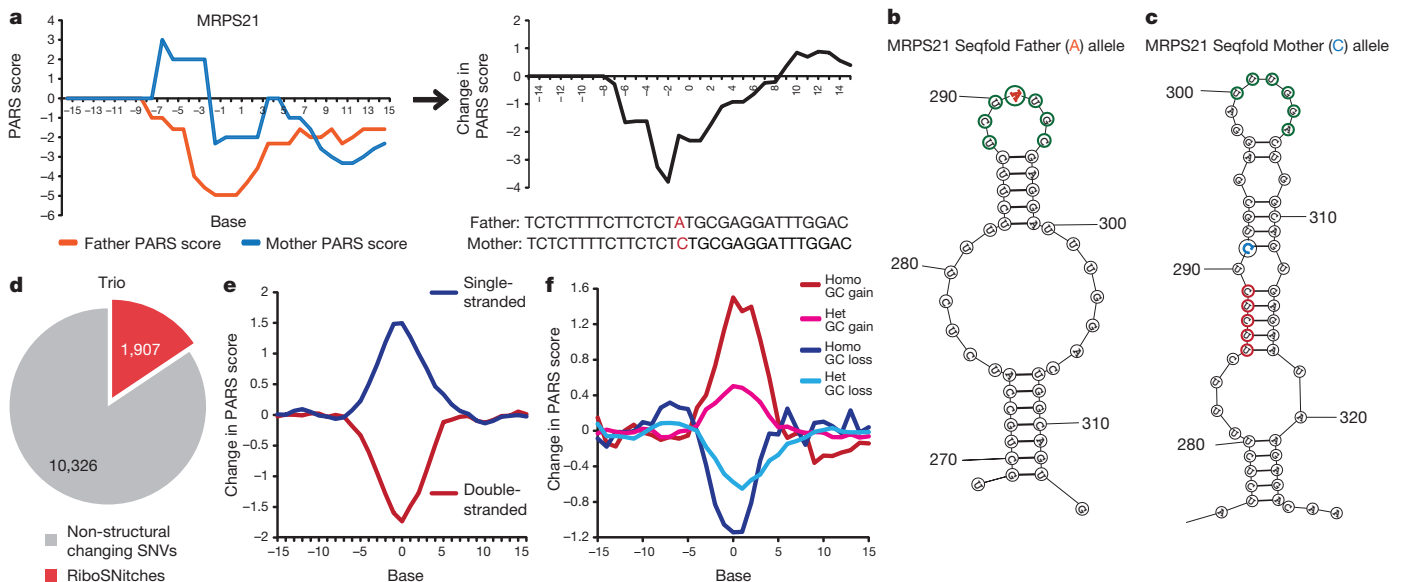 a
MRPS21
PARS score
4
3
2
1
0
−1
−2
−3
−4
−5
−6
−15 −13 −11 −9 −7 −5 −3 −1 1 3 5 7 9 11 13 15
Base
Father PARS score
Mother PARS score
Change in
PARS score
2
1
0
−1
−2
−3
−4
−14 −12 −10 −8 −6 −4 −2 0 2 4 6 8 10 12 14
Father: TCTCTTTTCTTCTCTATGCGAGGATTTGGAC
Mother: TCTCTTTTCTTCTCTCTGCGAGGATTTGGAC
b
MRPS21 Seqfold Father (A) allele
290
A
300
280
310
270
c
MRPS21 Seqfold Mother (C) allele
300
310
C
290
320
280
d
Trio
1,907
10,326
Non-structural
changing SNVs
RiboSNitches
e
Change in PARS score
2
1.5
1
0.5
0
−0.5
−1
−1.5
−2
−15 −10 −5 0 5 10 15
Base
Single-
stranded
Double-
stranded
f
Change in PARS score
1.6
1.2
0.8
0.4
0
−0.4
−0.8
−1.2
−15 −10 −5 0 5 10 15
Base
Homo
GC gain
Het
GC gain
Homo
GC loss
Het
GC loss